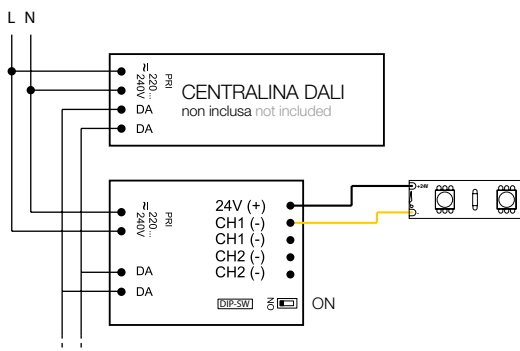 L N
≂ 220... 240V
PRI
DA
DA
CENTRALINA DALI
non inclusa not included
≂ 220... 240V
PRI
DA
DA
24V (+)
CH1 (-)
CH1 (-)
CH2 (-)
CH2 (-)
DIP-SW
ON
ON
+24V
-